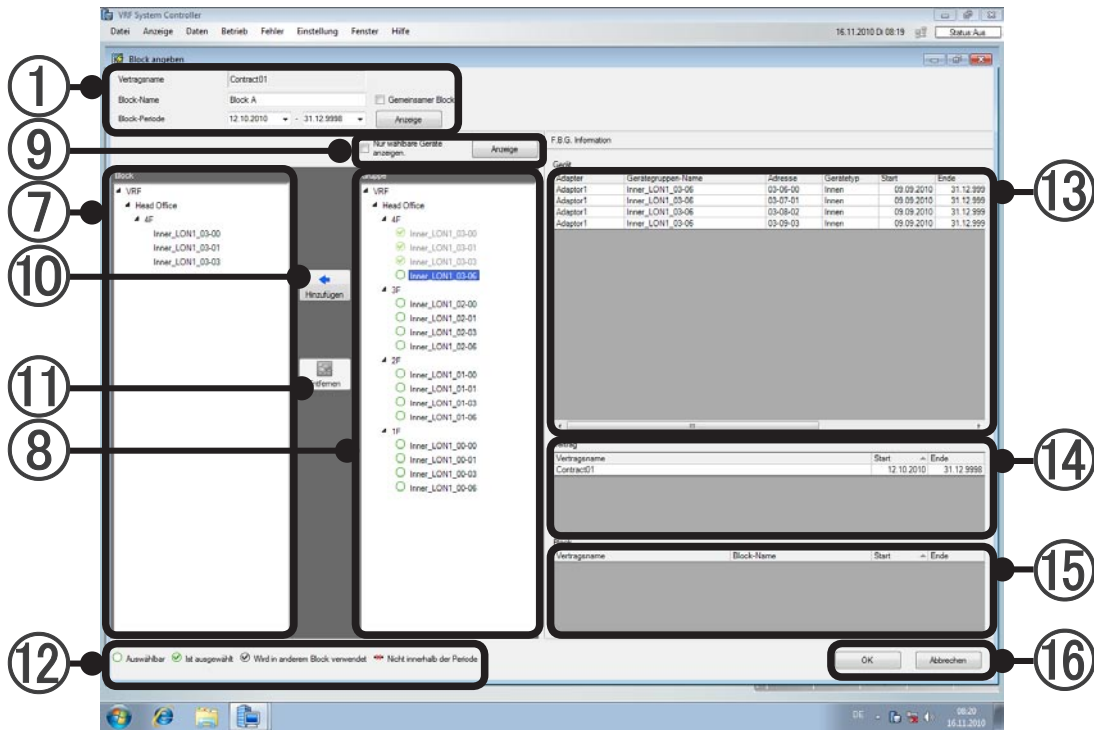 VRF System Controller
Datei Anzeige Daten Betrieb Fehler Einstellung Fenster Hilfe
16.11.2010 Di 08:19 Status:Aus
Block angeben
①
Vertragsname Contract01
Block-Name Block A Gemeinsamer Block
Block-Periode 12.10.2010 - 31.12.9998 Anzeige
⑨
Nur wählbare Geräte anzeigen. Anzeige
F.B.G. Information
⑦
Block
VRF
Head Office
4F
Inner_LON1_03-00
Inner_LON1_03-01
Inner_LON1_03-03
⑩
Hinzufügen
⑪
Entfernen
⑧
Gruppe
VRF
Head Office
4F
Inner_LON1_03-00
Inner_LON1_03-01
Inner_LON1_03-03
Inner_LON1_03-06
3F
Inner_LON1_02-00
Inner_LON1_02-01
Inner_LON1_02-03
Inner_LON1_02-06
2F
Inner_LON1_01-00
Inner_LON1_01-01
Inner_LON1_01-03
Inner_LON1_01-06
1F
Inner_LON1_00-00
Inner_LON1_00-01
Inner_LON1_00-03
Inner_LON1_00-06
Gerät
⑬
Adapter Gerätegruppen-Name Adresse Gerätetyp Start Ende
Adaptor1 Inner_LON1_03-06 03-06-00 Innen 09.09.2010 31.12.999
Adaptor1 Inner_LON1_03-06 03-07-01 Innen 09.09.2010 31.12.999
Adaptor1 Inner_LON1_03-06 03-08-02 Innen 09.09.2010 31.12.999
Adaptor1 Inner_LON1_03-06 03-09-03 Innen 09.09.2010 31.12.999
Vertrag
⑭
Vertragsname Start Ende
Contract01 12.10.2010 31.12.9998
Block
⑮
Vertragsname Block-Name Start Ende
⑫
Auswählbar Ist ausgewählt Wird in anderem Block verwendet Nicht innerhalb der Periode
OK Abbrechen
⑯
DE 08:20
16.11.2010